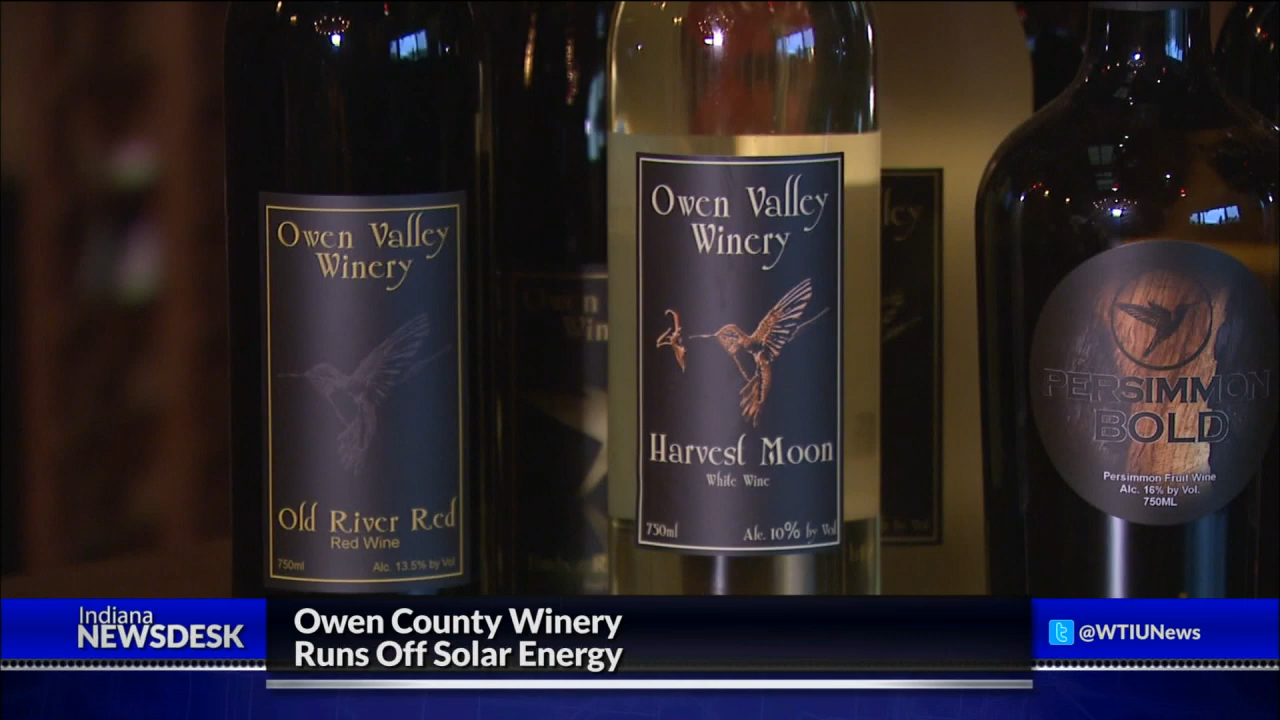 Owen Valley
Winery
Old River Red
Red Wine
750ml
Alc. 13.5% by Vol
Owen
Win
Owen Valley
Winery
Harvest Moon
White Wine
750ml
Alc. 10% by Vol
PERSIMMON
BOLD
Persimmon Fruit Wine
Alc. 16% by Vol.
750ML
Indiana
NEWSDESK
Owen County Winery
Runs Off Solar Energy
@WTIUNews